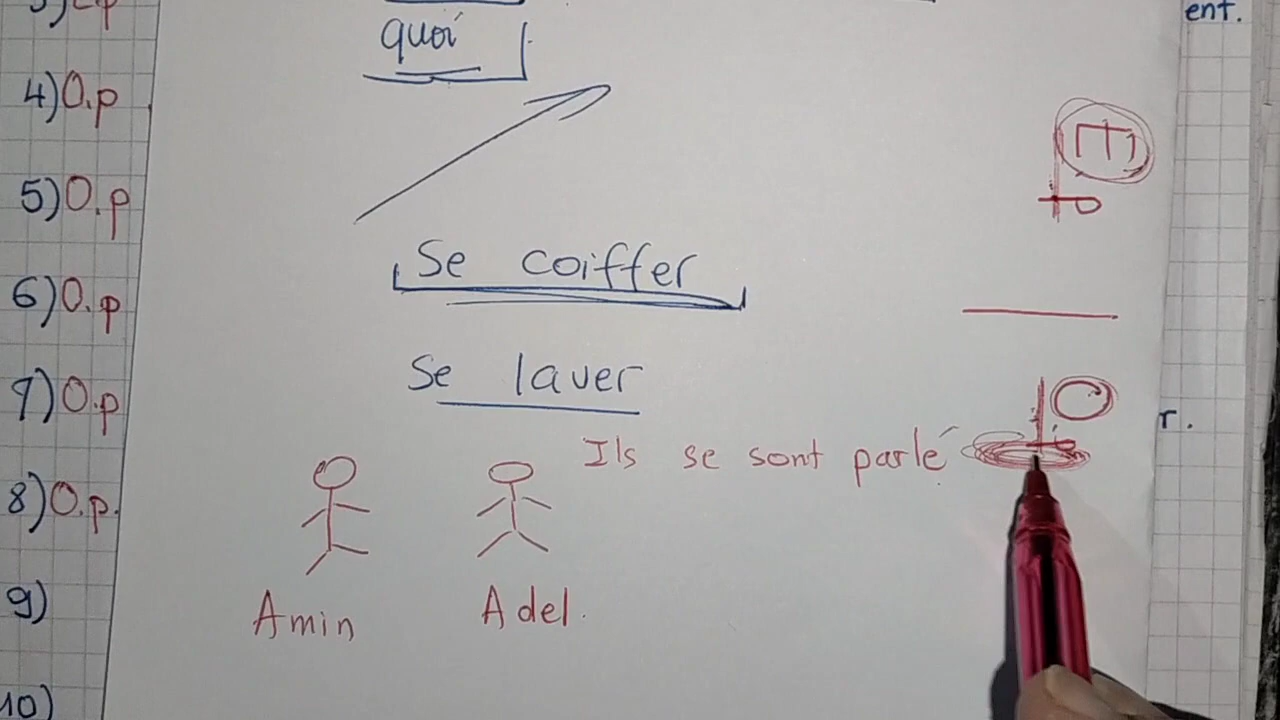 ent.
quoi
4) O.p
5) O.p
6) O.p
Se coiffer
7) O.p
Se laver
r.
Ils se sont parlé
8) O.p.
Amin Adel.
9)
10)